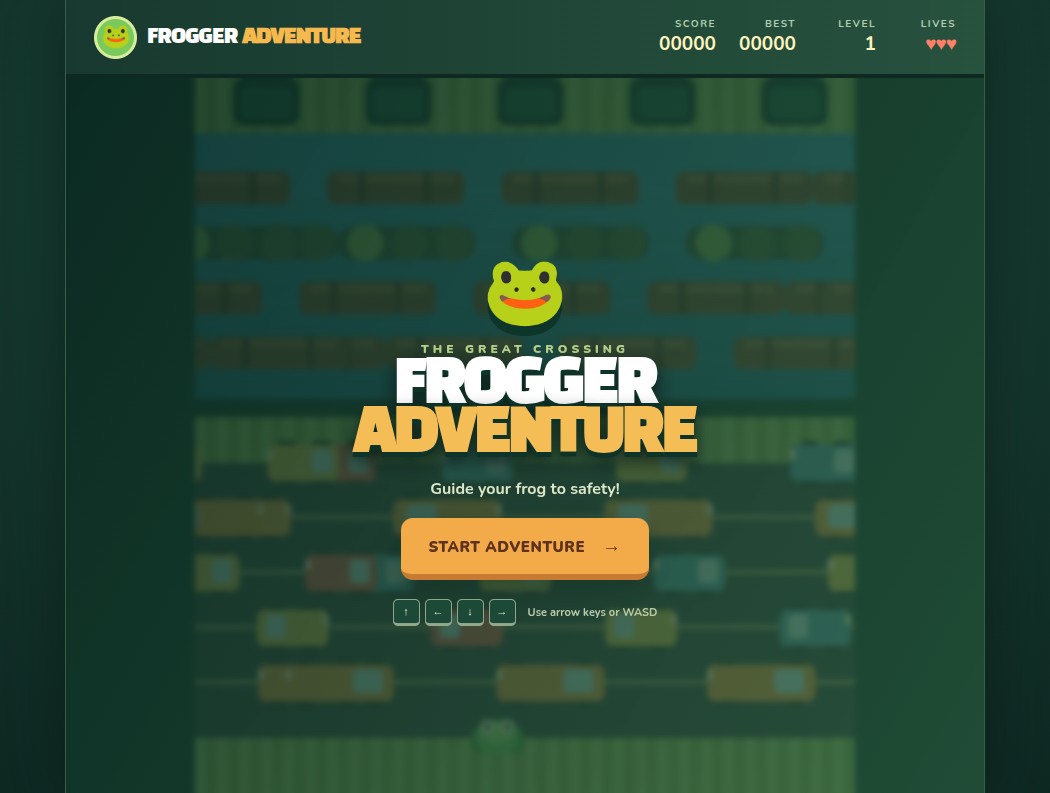 FROGGER ADVENTURE
SCORE
00000
BEST
00000
LEVEL
1
LIVES
♥♥♥
THE GREAT CROSSING
FROGGER
ADVENTURE
Guide your frog to safety!
START ADVENTURE →
↑ ← ↓ → Use arrow keys or WASD